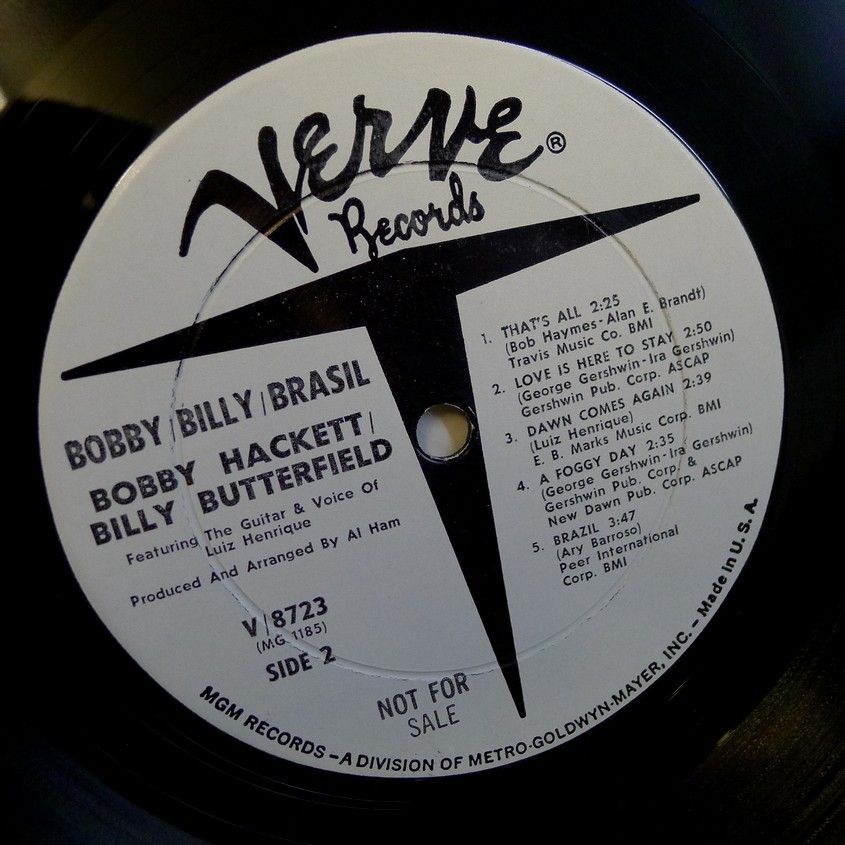 VERVE ®
Records
BOBBY/BILLY/BRASIL
BOBBY HACKETT/
BILLY BUTTERFIELD
Featuring The Guitar & Voice Of
Luiz Henrique
Produced And Arranged By Al Ham
V/8723
(MG 1185)
SIDE 2
1. THAT'S ALL 2:25
(Bob Haymes-Alan E. Brandt)
Travis Music Co. BMI
2. LOVE IS HERE TO STAY 2:50
(George Gershwin-Ira Gershwin)
Gershwin Pub. Corp. ASCAP
3. DAWN COMES AGAIN 2:39
(Luiz Henrique)
E. B. Marks Music Corp. BMI
4. A FOGGY DAY 2:35
(George Gershwin-Ira Gershwin)
Gershwin Pub. Corp. &
New Dawn Pub. Corp. ASCAP
5. BRAZIL 3:47
(Ary Barroso)
Peer International
Corp. BMI
NOT FOR
SALE
MGM RECORDS – A DIVISION OF METRO-GOLDWYN-MAYER, INC. – Made in U. S. A.